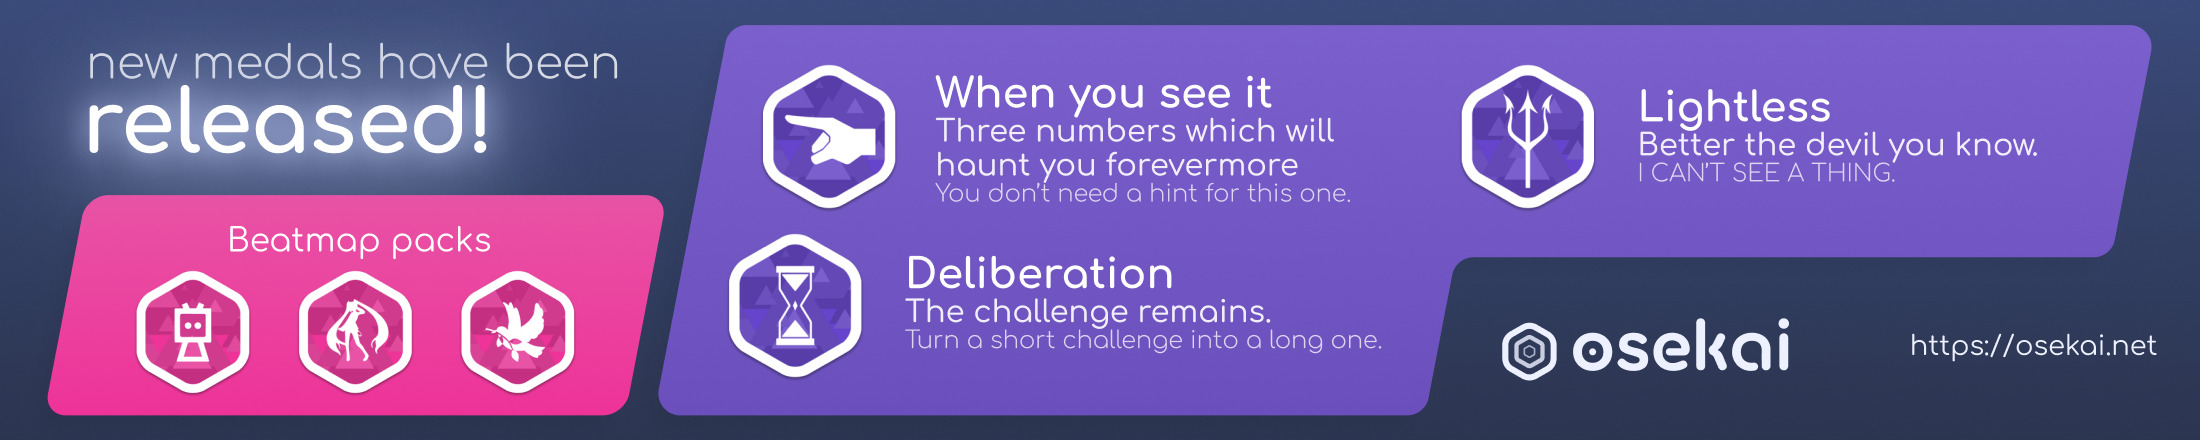 new medals have been
released!
Beatmap packs
When you see it
Three numbers which will
haunt you forevermore
You don't need a hint for this one.
Deliberation
The challenge remains.
Turn a short challenge into a long one.
Lightless
Better the devil you know.
I CAN'T SEE A THING.
osekai
https://osekai.net